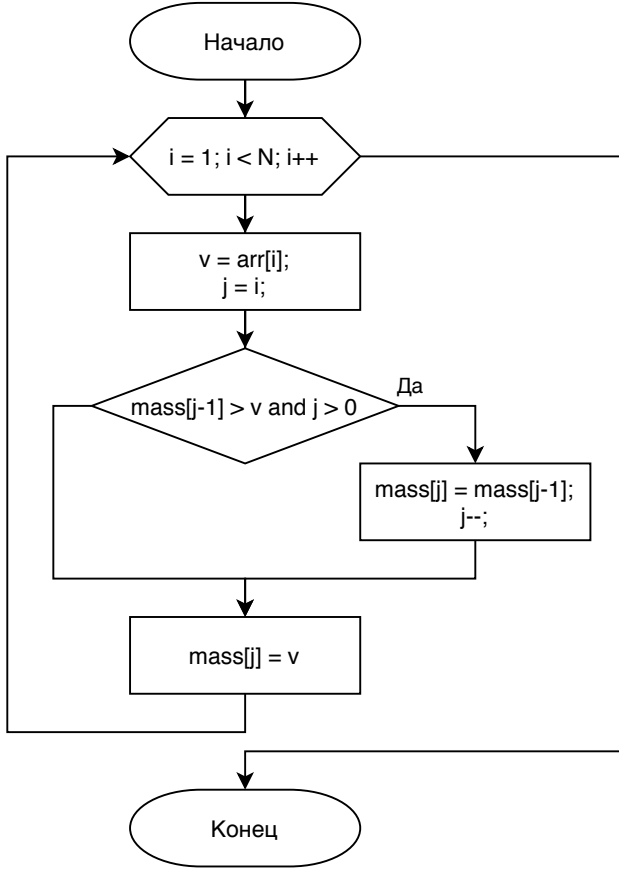 Начало
i = 1; i < N; i++
v = arr[i];
j = i;
Да
mass[j-1] > v and j > 0
mass[j] = mass[j-1];
j--;
mass[j] = v
Конец